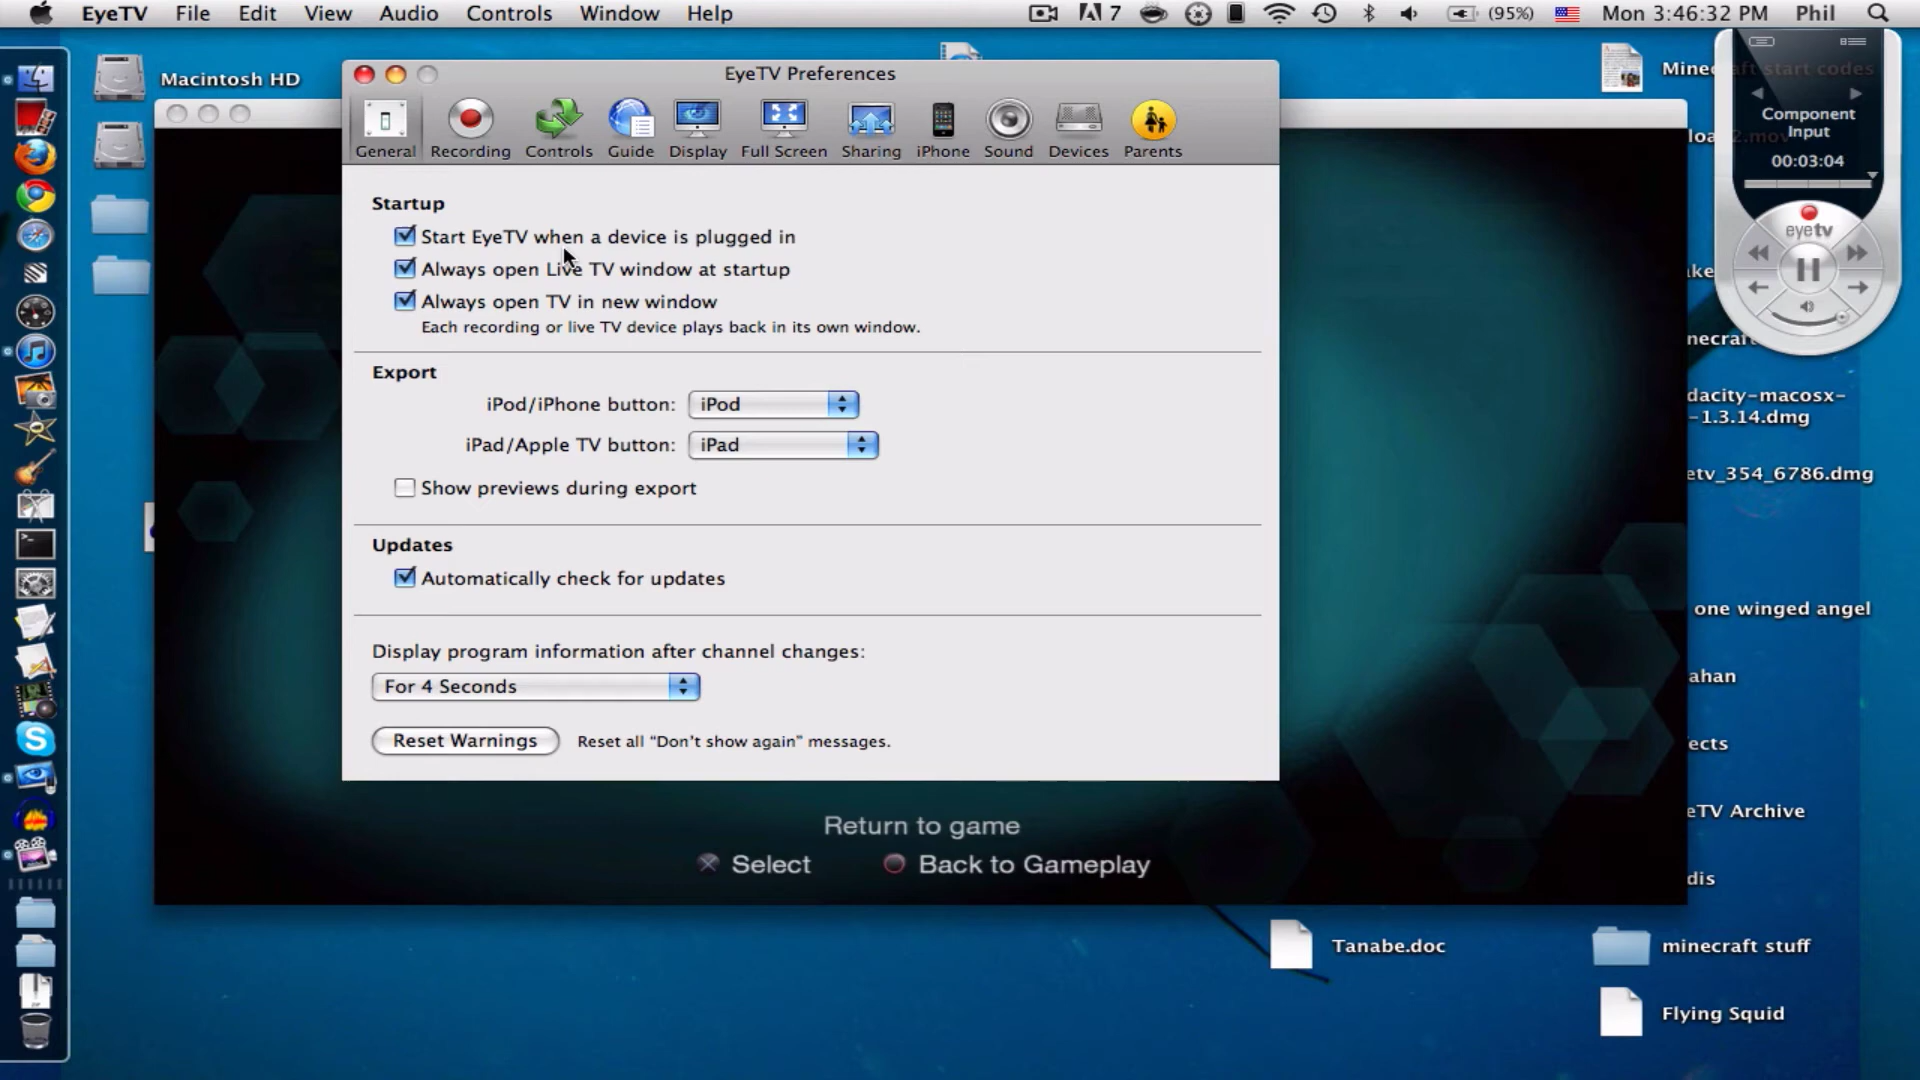 EyeTV File Edit View Audio Controls Window Help
7 (95%) Mon 3:46:32 PM Phil
Macintosh HD
EyeTV Preferences
General Recording Controls Guide Display Full Screen Sharing iPhone Sound Devices Parents
Startup
Start EyeTV when a device is plugged in
Always open Live TV window at startup
Always open TV in new window
Each recording or live TV device plays back in its own window.
Export
iPod/iPhone button: iPod
iPad/Apple TV button: iPad
Show previews during export
Updates
Automatically check for updates
Display program information after channel changes:
For 4 Seconds
Reset Warnings Reset all “Don’t show again” messages.
Return to game
Select Back to Gameplay
Minecraft start codes
Component
Input
00:03:04
eyetv
dacity-macosx-
-1.3.14.dmg
etv_354_6786.dmg
one winged angel
ahan
ects
eTV Archive
dis
Tanabe.doc
minecraft stuff
Flying Squid